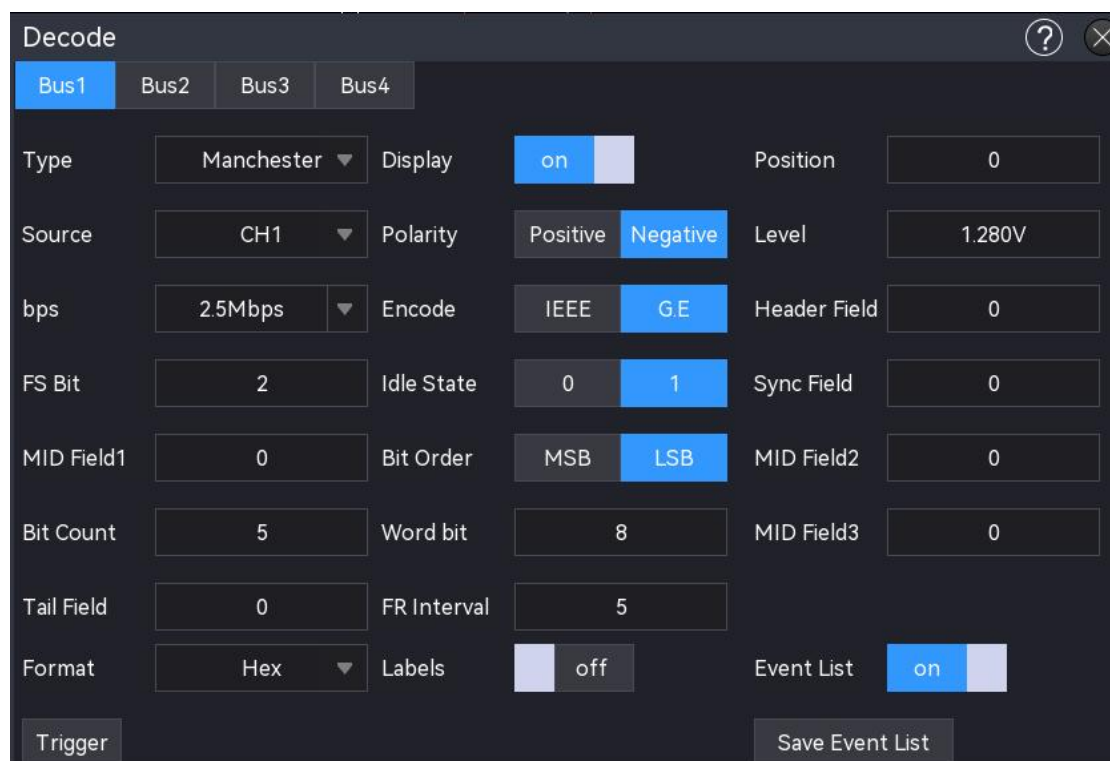 Decode ?
Bus1 Bus2 Bus3 Bus4
Type Manchester Display on Position 0
Source CH1 Polarity Positive Negative Level 1.280V
bps 2.5Mbps Encode IEEE G.E Header Field 0
FS Bit 2 Idle State 0 1 Sync Field 0
MID Field1 0 Bit Order MSB LSB MID Field2 0
Bit Count 5 Word bit 8 MID Field3 0
Tail Field 0 FR Interval 5
Format Hex Labels off Event List on
Trigger Save Event List